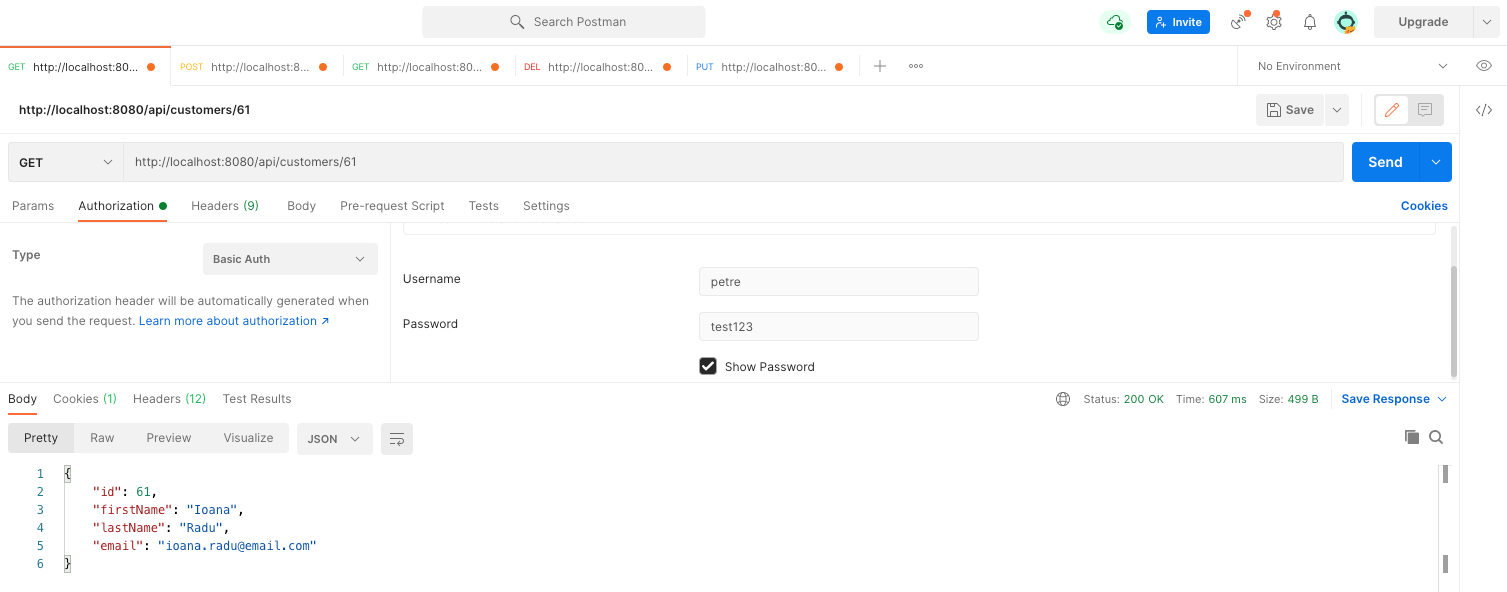 Search Postman
Invite
Upgrade
GET http://localhost:80...
POST http://localhost:8...
GET http://localhost:80...
DEL http://localhost:80...
PUT http://localhost:80...
No Environment
http://localhost:8080/api/customers/61
Save
</>
GET
http://localhost:8080/api/customers/61
Send
Params Authorization Headers (9) Body Pre-request Script Tests Settings
Cookies
Type
Basic Auth
The authorization header will be automatically generated when
you send the request. Learn more about authorization ↗
Username
petre
Password
test123
Show Password
Body Cookies (1) Headers (12) Test Results
Status: 200 OK Time: 607 ms Size: 499 B
Save Response
Pretty Raw Preview Visualize
JSON
1 {
2 "id": 61,
3 "firstName": "Ioana",
4 "lastName": "Radu",
5 "email": "ioana.radu@email.com"
6 }